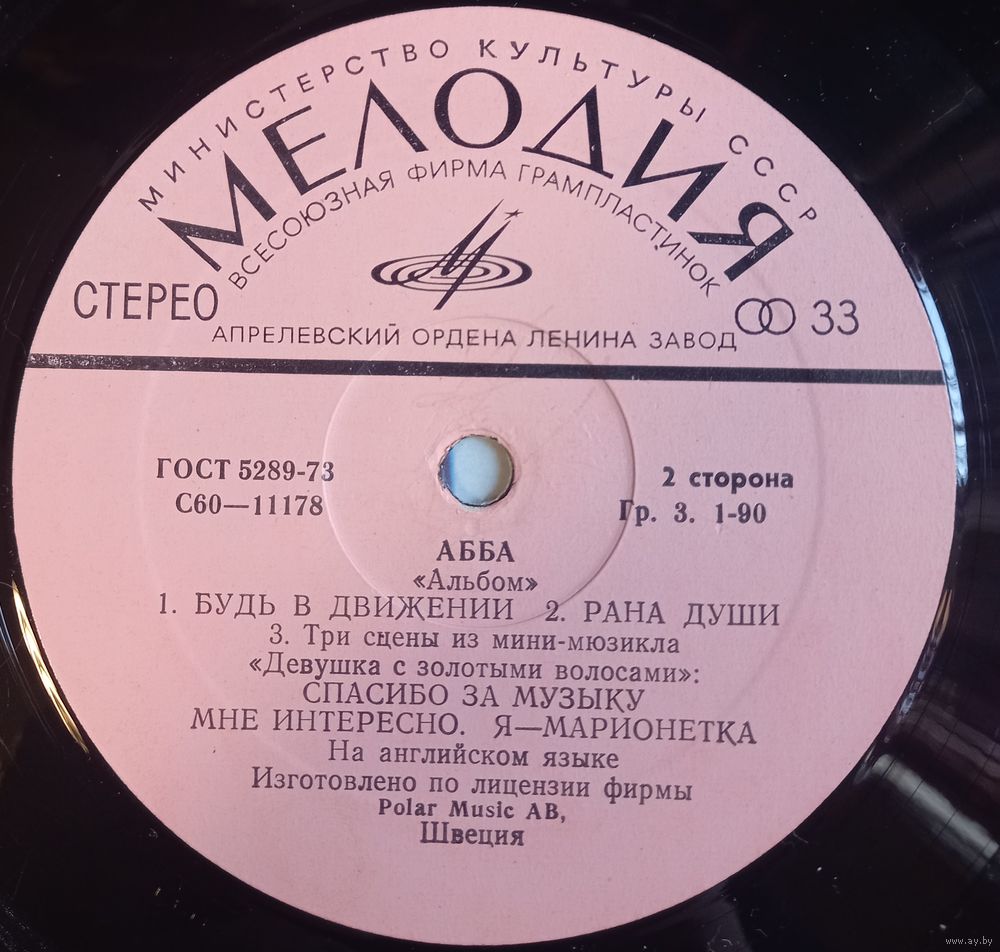 МИНИСТЕРСТВО КУЛЬТУРЫ СССР
МЕЛОДИЯ
ВСЕСОЮЗНАЯ ФИРМА ГРАМПЛАСТИНОК
СТЕРЕО
33
АПРЕЛЕВСКИЙ ОРДЕНА ЛЕНИНА ЗАВОД
ГОСТ 5289-73
С60—11178
2 сторона
Гр. 3. 1-90
АББА
«Альбом»
1. БУДЬ В ДВИЖЕНИИ 2. РАНА ДУШИ
3. Три сцены из мини-мюзикла
«Девушка с золотыми волосами»:
СПАСИБО ЗА МУЗЫКУ
МНЕ ИНТЕРЕСНО. Я—МАРИОНЕТКА
На английском языке
Изготовлено по лицензии фирмы
Polar Music AB,
Швеция
www.ay.by